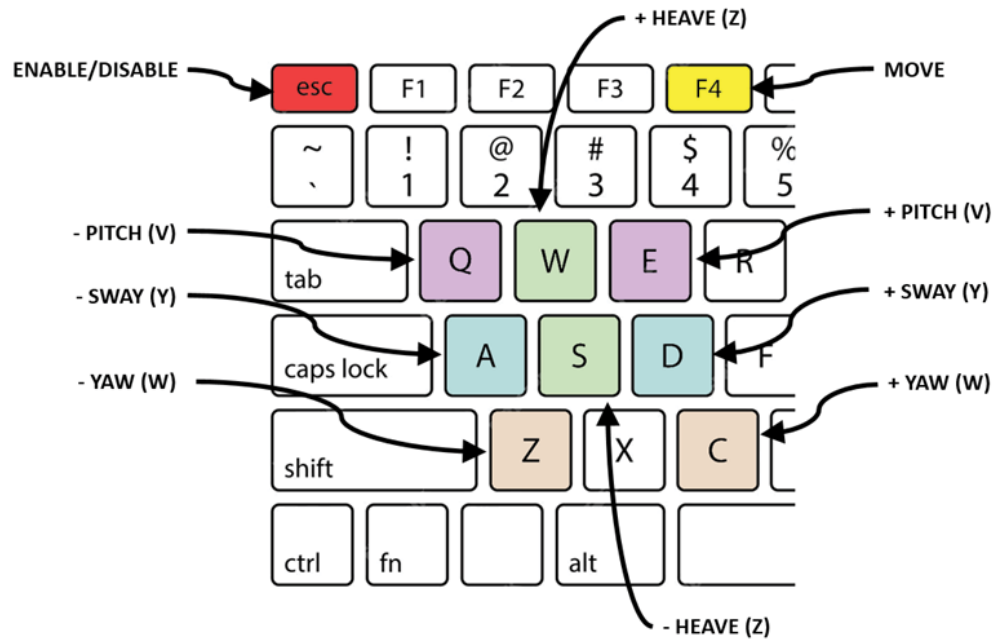 + HEAVE (Z)
ENABLE/DISABLE
esc
F1
F2
F3
F4
MOVE
~
`
!
1
@
2
#
3
$
4
%
5
- PITCH (V)
+ PITCH (V)
tab
Q
W
E
R
- SWAY (Y)
+ SWAY (Y)
caps lock
A
S
D
F
- YAW (W)
+ YAW (W)
shift
Z
X
C
ctrl
fn
alt
- HEAVE (Z)